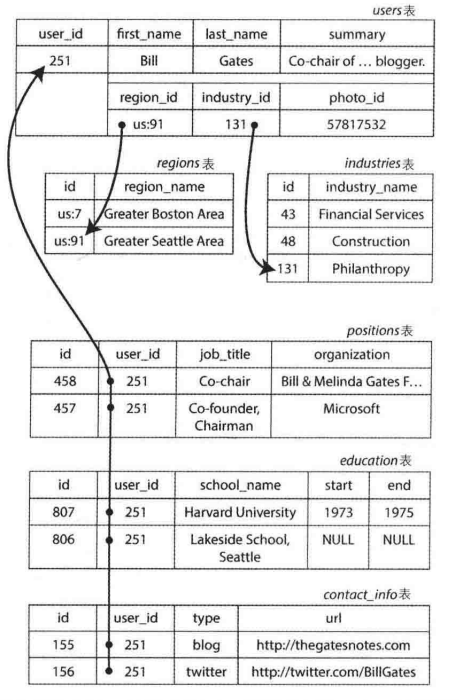 users表
user_id first_name last_name summary
251 Bill Gates Co-chair of … blogger.
region_id industry_id photo_id
us:91 131 57817532
regions表
id region_name
us:7 Greater Boston Area
us:91 Greater Seattle Area
industries表
id industry_name
43 Financial Services
48 Construction
131 Philanthropy
positions表
id user_id job_title organization
458 251 Co-chair Bill & Melinda Gates F…
457 251 Co-founder, Microsoft
Chairman
education表
id user_id school_name start end
807 251 Harvard University 1973 1975
806 251 Lakeside School, NULL NULL
Seattle
contact_info表
id user_id type url
155 251 blog http://thegatesnotes.com
156 251 twitter http://twitter.com/BillGates